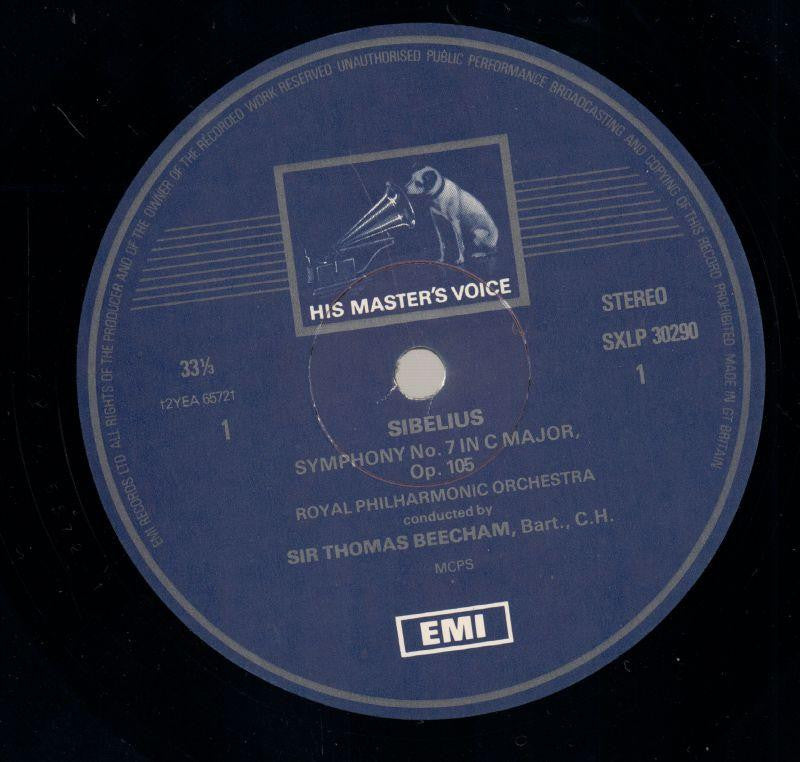 EMI RECORDS LTD ALL RIGHTS OF THE PRODUCER AND OF THE OWNER OF THE RECORDED WORK RESERVED UNAUTHORISED PUBLIC PERFORMANCE BROADCASTING AND COPYING OF THIS RECORD PROHIBITED MADE IN GT BRITAIN
HIS MASTER'S VOICE
STEREO
SXLP 30290
1
33⅓
†2YEA 65721
1
SIBELIUS
SYMPHONY No. 7 IN C MAJOR,
Op. 105
ROYAL PHILHARMONIC ORCHESTRA
conducted by
SIR THOMAS BEECHAM, Bart., C.H.
MCPS
EMI